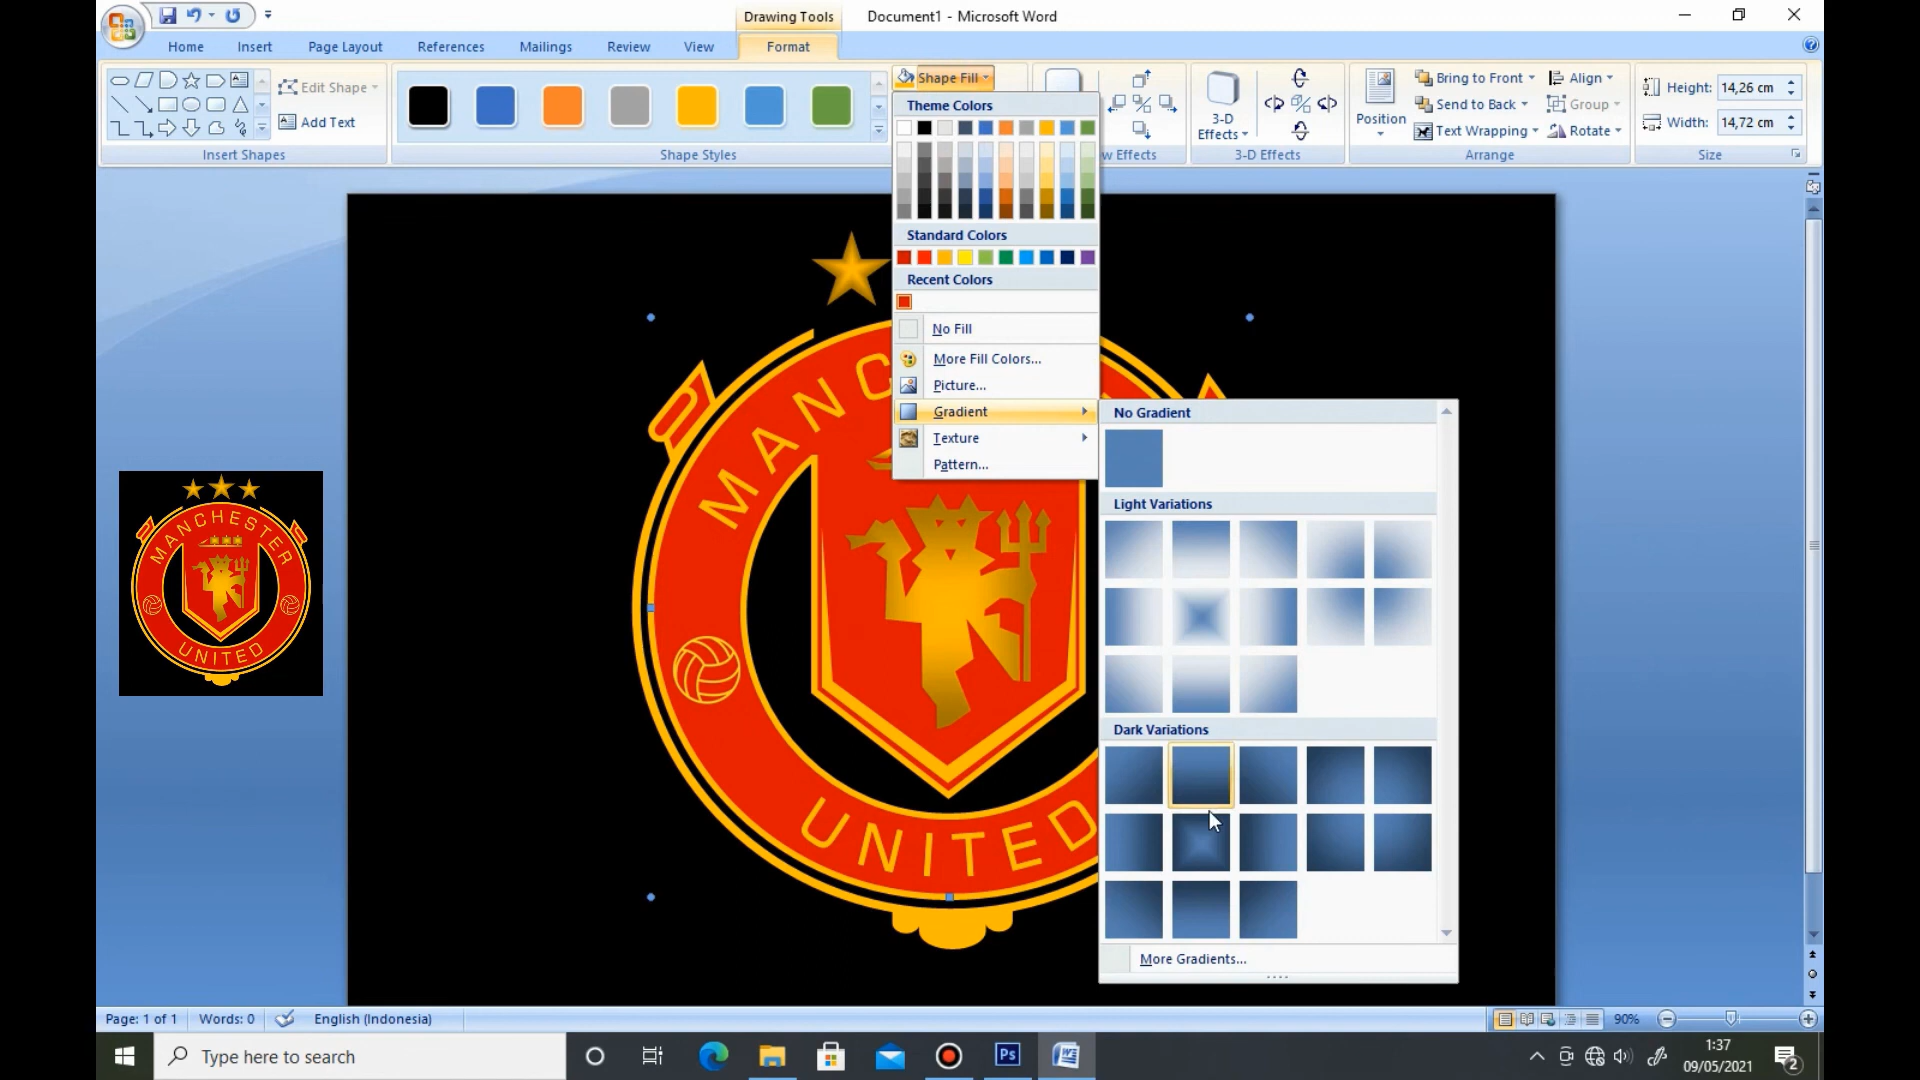 Drawing Tools
Document1 - Microsoft Word
Home
Insert
Page Layout
References
Mailings
Review
View
Format
Edit Shape
Add Text
Insert Shapes
Shape Styles
Shape Fill
w Effects
3-D
Effects
3-D Effects
Position
Bring to Front
Send to Back
Text Wrapping
Align
Group
Rotate
Arrange
Height:
14,26 cm
Width:
14,72 cm
Size
Theme Colors
Standard Colors
Recent Colors
No Fill
More Fill Colors...
Picture...
Gradient
Texture
Pattern...
No Gradient
Light Variations
Dark Variations
More Gradients...
MANCHESTER
UNITED
MANC
UNITED
Page: 1 of 1
Words: 0
English (Indonesia)
90%
Type here to search
Ps
W
1:37
09/05/2021
2